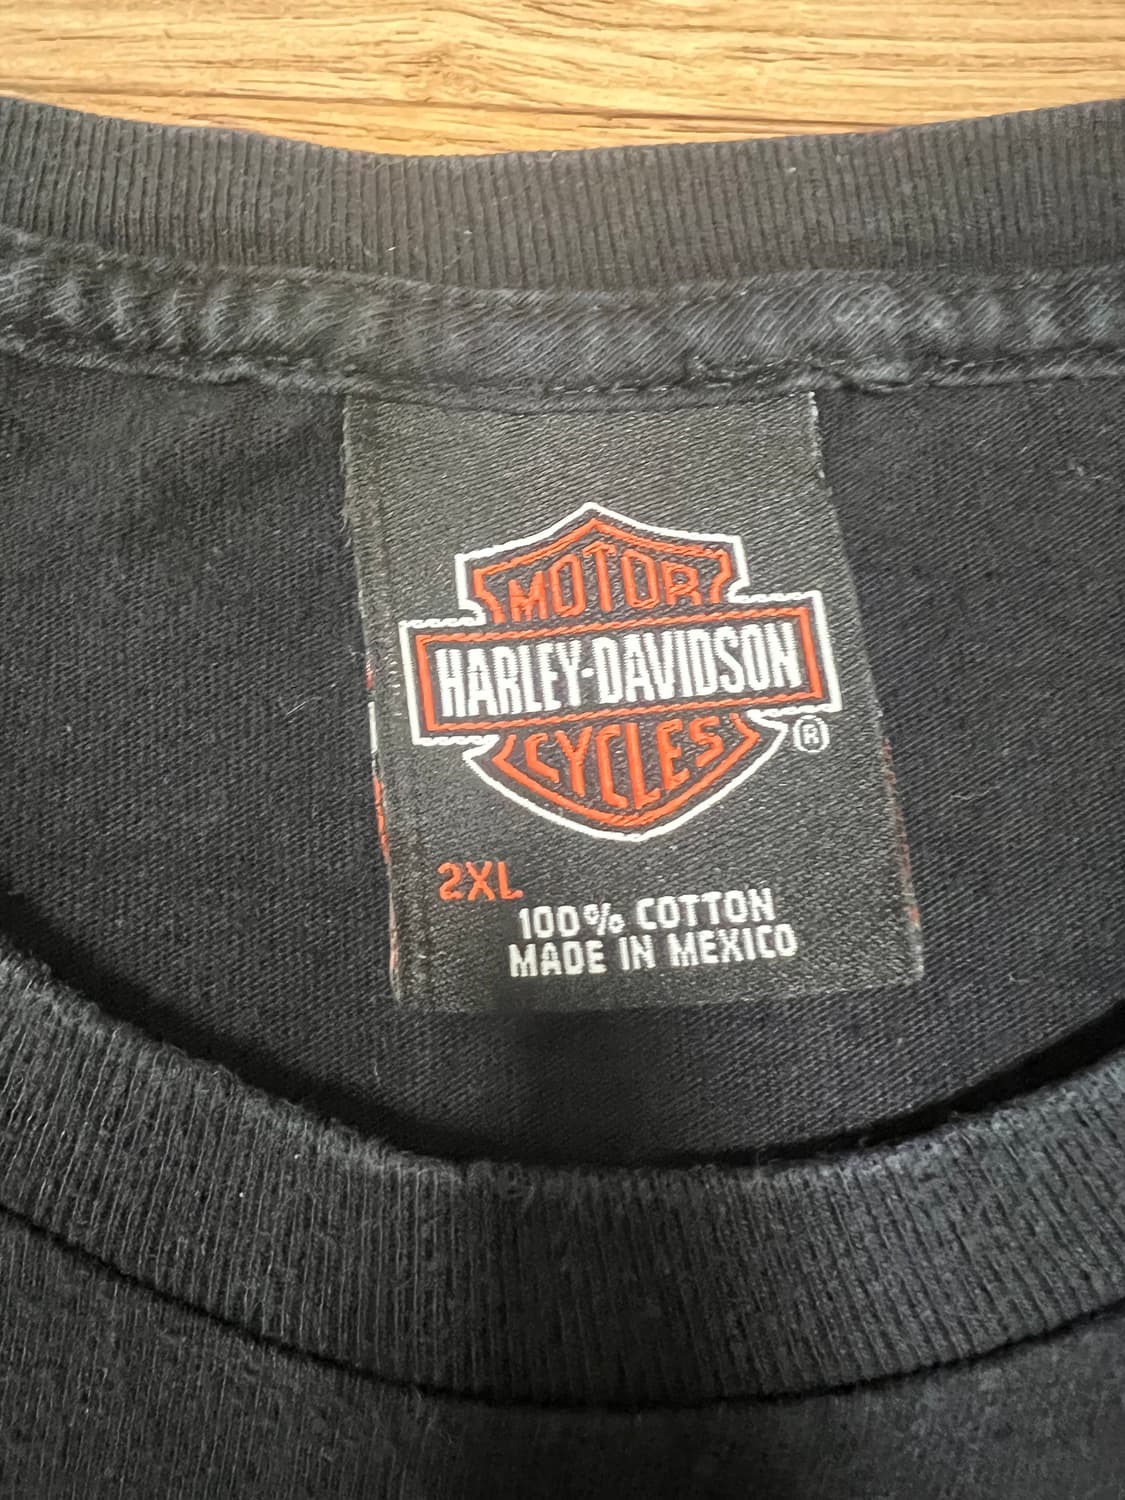 MOTOR
HARLEY-DAVIDSON
CYCLES
®
2XL
100% COTTON
MADE IN MEXICO